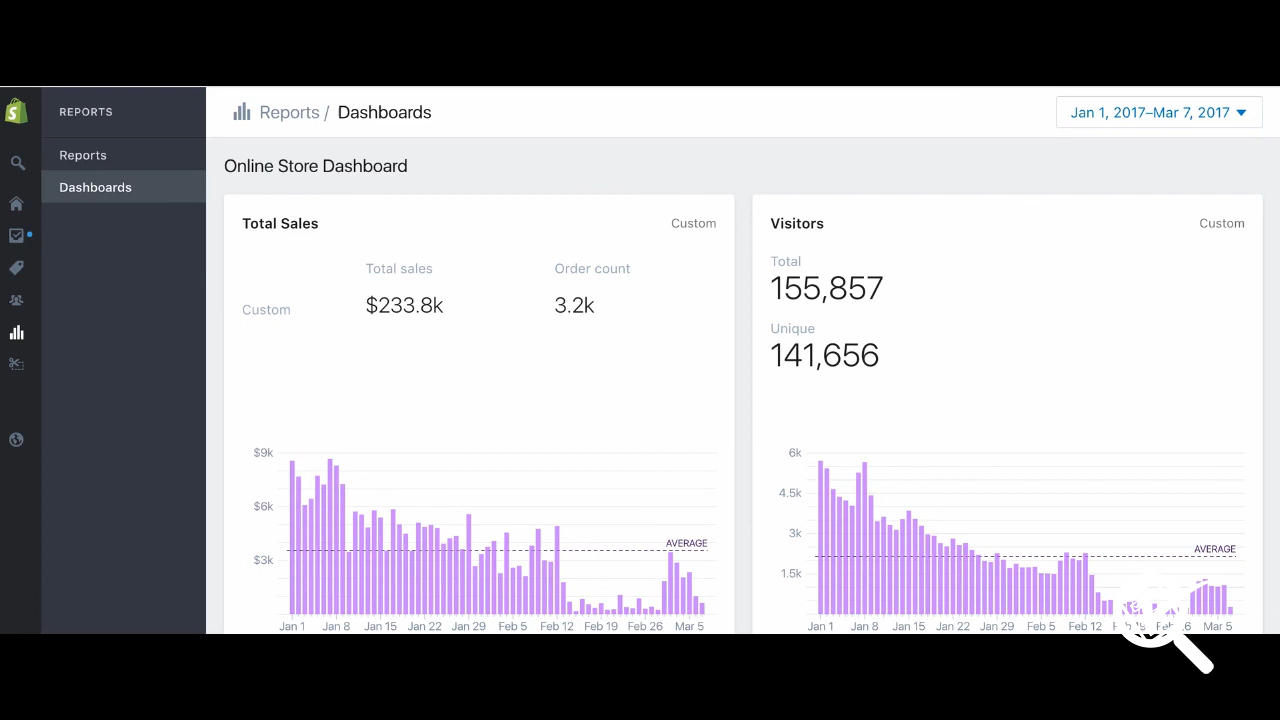 REPORTS
Reports
Dashboards
Reports / Dashboards
Jan 1, 2017–Mar 7, 2017
Online Store Dashboard
Total Sales
Custom
Total sales
Order count
Custom
$233.8k
3.2k
$9k
$6k
$3k
AVERAGE
Jan 1 Jan 8 Jan 15 Jan 22 Jan 29 Feb 5 Feb 12 Feb 19 Feb 26 Mar 5
Visitors
Custom
Total
155,857
Unique
141,656
6k
4.5k
3k
1.5k
AVERAGE
Jan 1 Jan 8 Jan 15 Jan 22 Jan 29 Feb 5 Feb 12 Mar 5